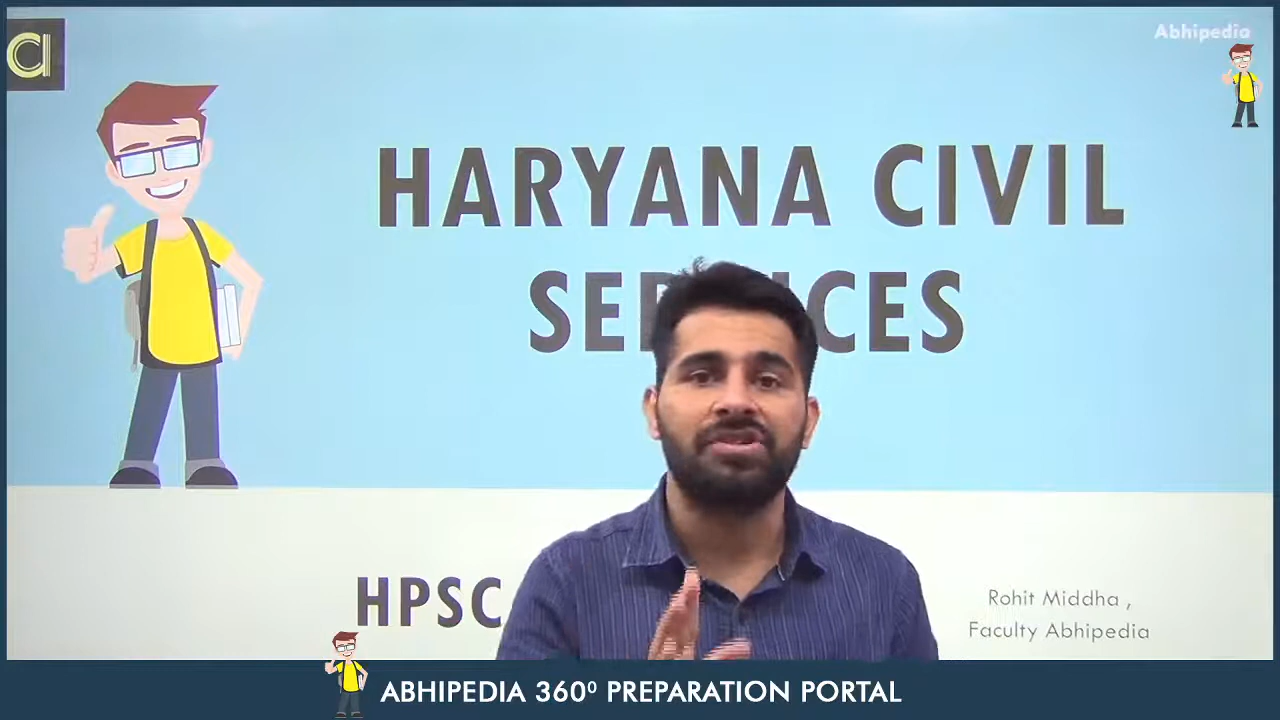 a
Abhipedia
HARYANA CIVIL
HPSC
Rohit Middha ,
Faculty Abhipedia
ABHIPEDIA 360⁰ PREPARATION PORTAL